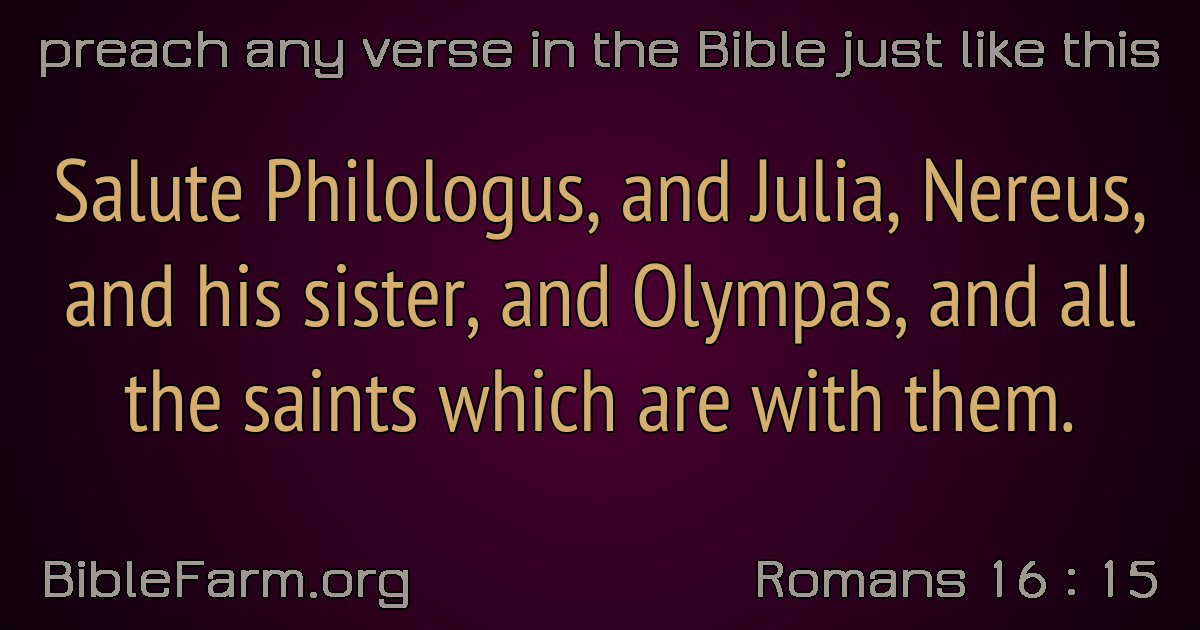 preach any verse in the Bible just like this
Salute Philologus, and Julia, Nereus,
and his sister, and Olympas, and all
the saints which are with them.
BibleFarm.org
Romans 16 : 15